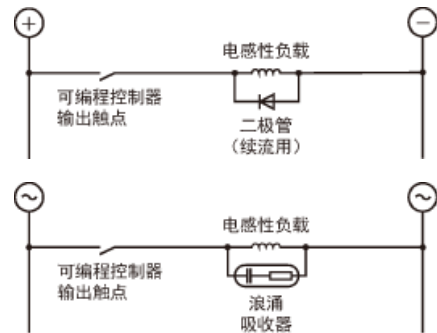 +
−
电感性负载
可编程控制器
输出触点
二极管
（续流用）
~
~
电感性负载
可编程控制器
输出触点
浪涌
吸收器